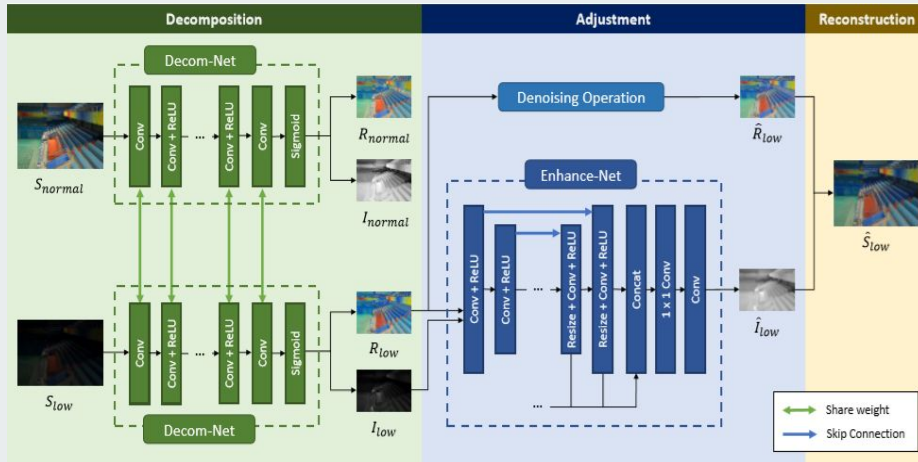 Decomposition
Adjustment
Reconstruction
Decom-Net
Conv
Conv + ReLU
...
Conv + ReLU
Conv
Sigmoid
S_normal
R_normal
I_normal
Denoising Operation
R̂_low
Enhance-Net
Conv + ReLU
Conv + ReLU
...
Resize + Conv + ReLU
Resize + Conv + ReLU
Concat
1 x 1 Conv
Conv
...
Î_low
Ŝ_low
Conv
Conv + ReLU
...
Conv + ReLU
Conv
Sigmoid
Decom-Net
S_low
R_low
I_low
Share weight
Skip Connection